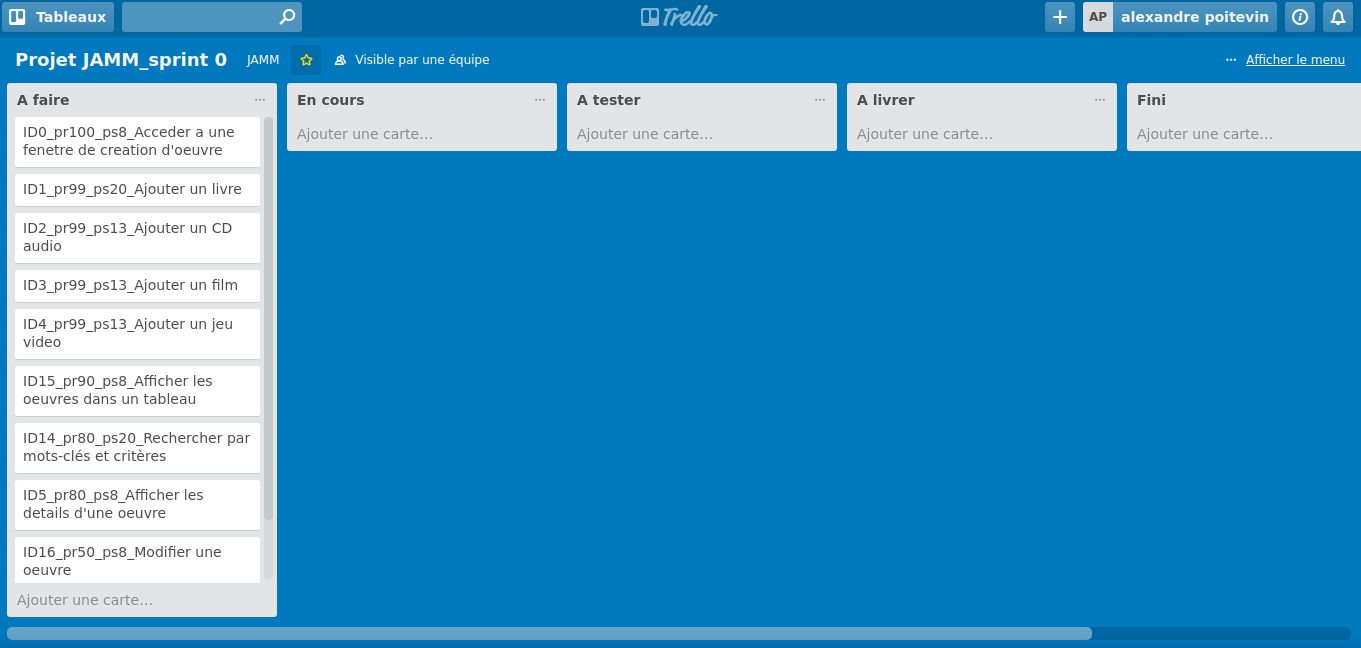 Tableaux
Trello
AP alexandre poitevin
Projet JAMM_sprint 0 JAMM Visible par une équipe ... Afficher le menu
A faire ...
ID0_pr100_ps8_Acceder a une
fenetre de creation d'oeuvre
ID1_pr99_ps20_Ajouter un livre
ID2_pr99_ps13_Ajouter un CD
audio
ID3_pr99_ps13_Ajouter un film
ID4_pr99_ps13_Ajouter un jeu
video
ID15_pr90_ps8_Afficher les
oeuvres dans un tableau
ID14_pr80_ps20_Rechercher par
mots-clés et critères
ID5_pr80_ps8_Afficher les
details d'une oeuvre
ID16_pr50_ps8_Modifier une
oeuvre
Ajouter une carte...
En cours ...
Ajouter une carte...
A tester ...
Ajouter une carte...
A livrer ...
Ajouter une carte...
Fini
Ajouter une carte...